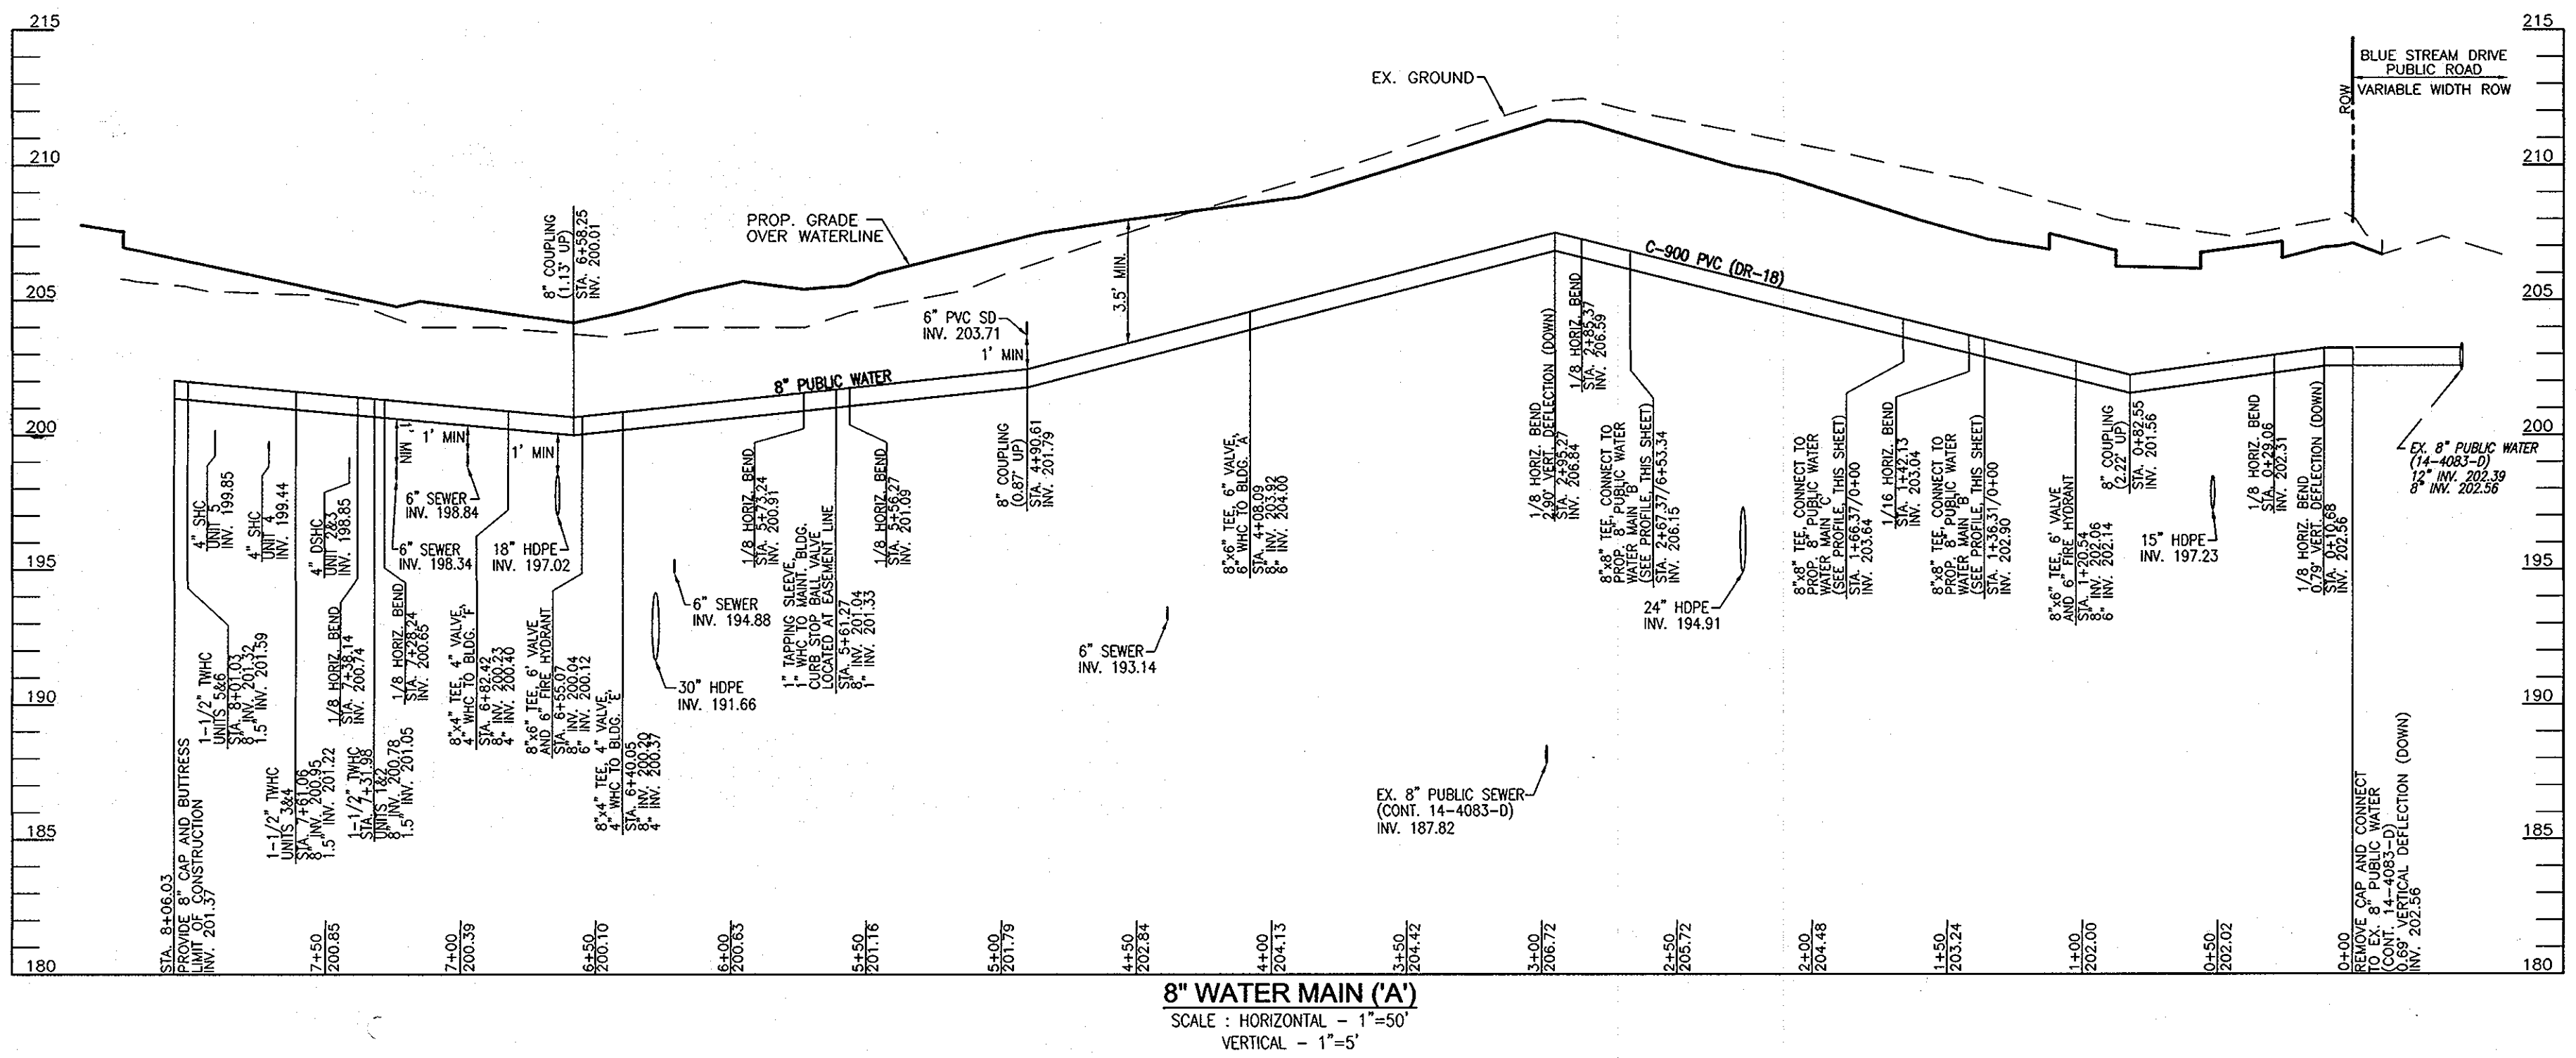 215
210
205
200
195
190
185
180
215
210
205
200
195
190
185
180
EX. GROUND
PROP. GRADE
OVER WATERLINE
BLUE STREAM DRIVE
PUBLIC ROAD
VARIABLE WIDTH ROW
ROW
8" COUPLING
(1.13' UP)
STA. 6+58.25
INV. 200.01
6" PVC SD
INV. 203.71
1' MIN
3.5' MIN.
C-900 PVC (DR-18)
8" PUBLIC WATER
STA. 8+06.03
PROVIDE 8" CAP AND BUTTRESS
LIMIT OF CONSTRUCTION
INV. 201.37
4" SHC
UNIT 5
INV. 199.85
1-1/2" TWHC
UNITS 5&6
STA. 8+01.03
8" INV. 201.32
1.5" INV. 201.59
4" SHC
UNIT 4
INV. 199.44
1-1/2" TWHC
UNITS 3&4
STA. 7+61.06
8" INV. 200.95
1.5" INV. 201.22
4" DSHC
UNIT 2&3
INV. 198.85
1/8 HORIZ. BEND
STA. 7+38.14
INV. 200.74
1-1/2" TWHC
STA. 7+31.98
UNITS 1&2
8" INV. 200.78
1.5" INV. 201.05
1/8 HORIZ. BEND
STA. 7+28.24
INV. 200.65
1' MIN
6" SEWER
INV. 198.34
1' MIN
6" SEWER
INV. 198.84
8"x4" TEE, 4" VALVE,
4" WHC TO BLDG. 'F'
STA. 6+82.42
8" INV. 200.23
4" INV. 200.40
1' MIN
18" HDPE
INV. 197.02
8"x6" TEE, 6' VALVE
AND 6" FIRE HYDRANT
STA. 6+55.07
8" INV. 200.04
6" INV. 200.12
8"x4" TEE, 4" VALVE,
4" WHC TO BLDG. 'E'
STA. 6+40.05
8" INV. 200.20
4" INV. 200.37
6" SEWER
INV. 194.88
30" HDPE
INV. 191.66
1/8 HORIZ. BEND
STA. 5+73.24
INV. 200.91
1" TAPPING SLEEVE,
1" WHC TO MAINT. BLDG.
CURB STOP BALL VALVE
LOCATED AT EASEMENT LINE
STA. 5+61.27
8" INV. 201.04
1" INV. 201.33
1/8 HORIZ. BEND
STA. 5+56.27
INV. 201.09
8" COUPLING
(0.87' UP)
STA. 4+90.61
INV. 201.79
6" SEWER
INV. 193.14
8"x6" TEE, 6" VALVE,
6" WHC TO BLDG. 'A'
STA. 4+08.09
8" INV. 203.92
6" INV. 204.00
EX. 8" PUBLIC SEWER
(CONT. 14-4083-D)
INV. 187.82
1/8 HORIZ. BEND
2.90' VERT. DEFLECTION (DOWN)
STA. 2+95.27
INV. 206.84
1/8 HORIZ. BEND
STA. 2+85.37
INV. 206.59
8"x8" TEE, CONNECT TO
PROP. 8" PUBLIC WATER
WATER MAIN 'B'
(SEE PROFILE, THIS SHEET)
STA. 2+67.37/6+53.34
INV. 206.15
24" HDPE
INV. 194.91
8"x8" TEE, CONNECT TO
PROP. 8" PUBLIC WATER
WATER MAIN 'C'
(SEE PROFILE, THIS SHEET)
STA. 1+66.37/0+00
INV. 203.64
1/16 HORIZ. BEND
STA. 1+42.13
INV. 203.04
8"x8" TEE, CONNECT TO
PROP. 8" PUBLIC WATER
WATER MAIN 'B'
(SEE PROFILE, THIS SHEET)
STA. 1+36.31/0+00
INV. 202.90
8"x6" TEE, 6' VALVE
AND 6" FIRE HYDRANT
STA. 1+20.54
8" INV. 202.06
6" INV. 202.14
8" COUPLING
(2.22' UP)
STA. 0+82.55
INV. 201.56
15" HDPE
INV. 197.23
1/8 HORIZ. BEND
STA. 0+29.06
INV. 202.31
1/8 HORIZ. BEND
0.79' VERT. DEFLECTION (DOWN)
STA. 0+10.68
INV. 202.56
EX. 8" PUBLIC WATER
(14-4083-D)
12" INV. 202.39
8" INV. 202.56
REMOVE CAP AND CONNECT
TO EX. 8" PUBLIC WATER
(CONT. 14-4083-D)
0.69' VERTICAL DEFLECTION (DOWN)
INV. 202.56
7+50
200.85
7+00
200.39
6+50
200.10
6+00
200.63
5+50
201.16
5+00
201.79
4+50
202.84
4+00
204.13
3+50
204.42
3+00
206.72
2+50
205.72
2+00
204.48
1+50
203.24
1+00
202.00
0+50
202.02
0+00
8" WATER MAIN ('A')
SCALE : HORIZONTAL - 1"=50'
VERTICAL - 1"=5'